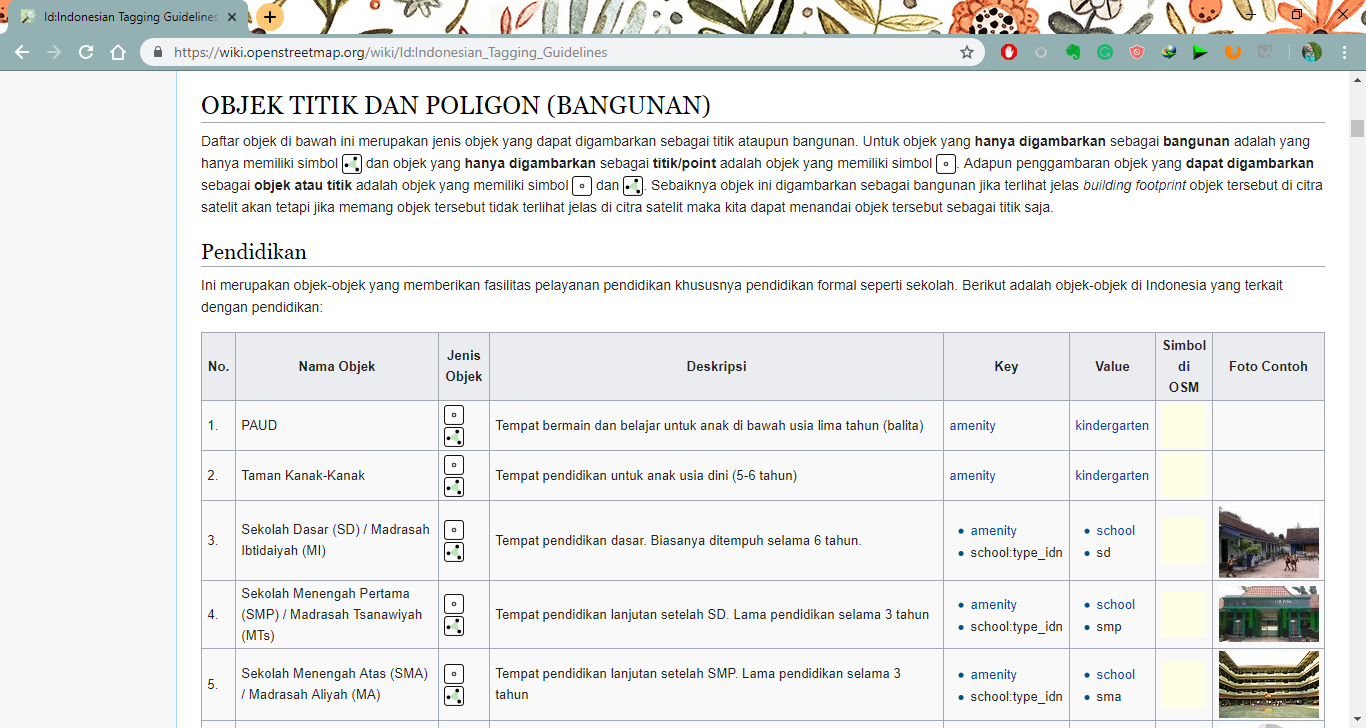 Id:Indonesian Tagging Guidelines
https://wiki.openstreetmap.org/wiki/Id:Indonesian_Tagging_Guidelines
OBJEK TITIK DAN POLIGON (BANGUNAN)
Daftar objek di bawah ini merupakan jenis objek yang dapat digambarkan sebagai titik ataupun bangunan. Untuk objek yang hanya digambarkan sebagai bangunan adalah yang
hanya memiliki simbol dan objek yang hanya digambarkan sebagai titik/point adalah objek yang memiliki simbol . Adapun penggambaran objek yang dapat digambarkan
sebagai objek atau titik adalah objek yang memiliki simbol dan . Sebaiknya objek ini digambarkan sebagai bangunan jika terlihat jelas building footprint objek tersebut di citra
satelit akan tetapi jika memang objek tersebut tidak terlihat jelas di citra satelit maka kita dapat menandai objek tersebut sebagai titik saja.
Pendidikan
Ini merupakan objek-objek yang memberikan fasilitas pelayanan pendidikan khususnya pendidikan formal seperti sekolah. Berikut adalah objek-objek di Indonesia yang terkait
dengan pendidikan:
No. Nama Objek Jenis Objek Deskripsi Key Value Simbol di OSM Foto Contoh
1. PAUD Tempat bermain dan belajar untuk anak di bawah usia lima tahun (balita) amenity kindergarten
2. Taman Kanak-Kanak Tempat pendidikan untuk anak usia dini (5-6 tahun) amenity kindergarten
3. Sekolah Dasar (SD) / Madrasah
Ibtidaiyah (MI)
Tempat pendidikan dasar. Biasanya ditempuh selama 6 tahun.
• amenity
• school:type_idn
• school
• sd
4. Sekolah Menengah Pertama
(SMP) / Madrasah Tsanawiyah
(MTs)
Tempat pendidikan lanjutan setelah SD. Lama pendidikan selama 3 tahun
• amenity
• school:type_idn
• school
• smp
5. Sekolah Menengah Atas (SMA)
/ Madrasah Aliyah (MA)
Tempat pendidikan lanjutan setelah SMP. Lama pendidikan selama 3
tahun
• amenity
• school:type_idn
• school
• sma